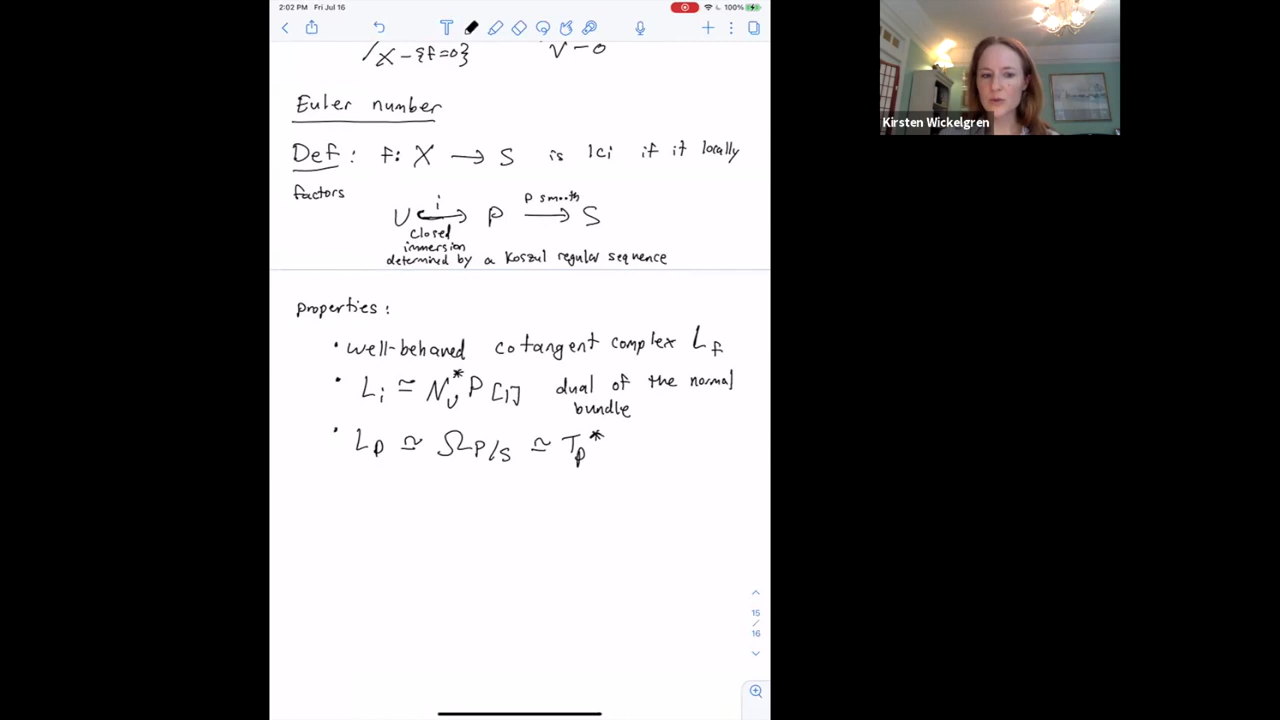 2:02 PM Fri Jul 16
100%
X - {f=0}
V - 0
Euler number
Def: f: X → S is lci if it locally
factors
U ↪ P → S
i
p smooth
closed
immersion
determined by a Koszul regular sequence
properties:
• well-behaved cotangent complex L_f
• L_i ≃ N_U^* P [1] dual of the normal
bundle
• L_p ≃ Ω_{P/S} ≃ T_p^*
15
/
16
Kirsten Wickelgren